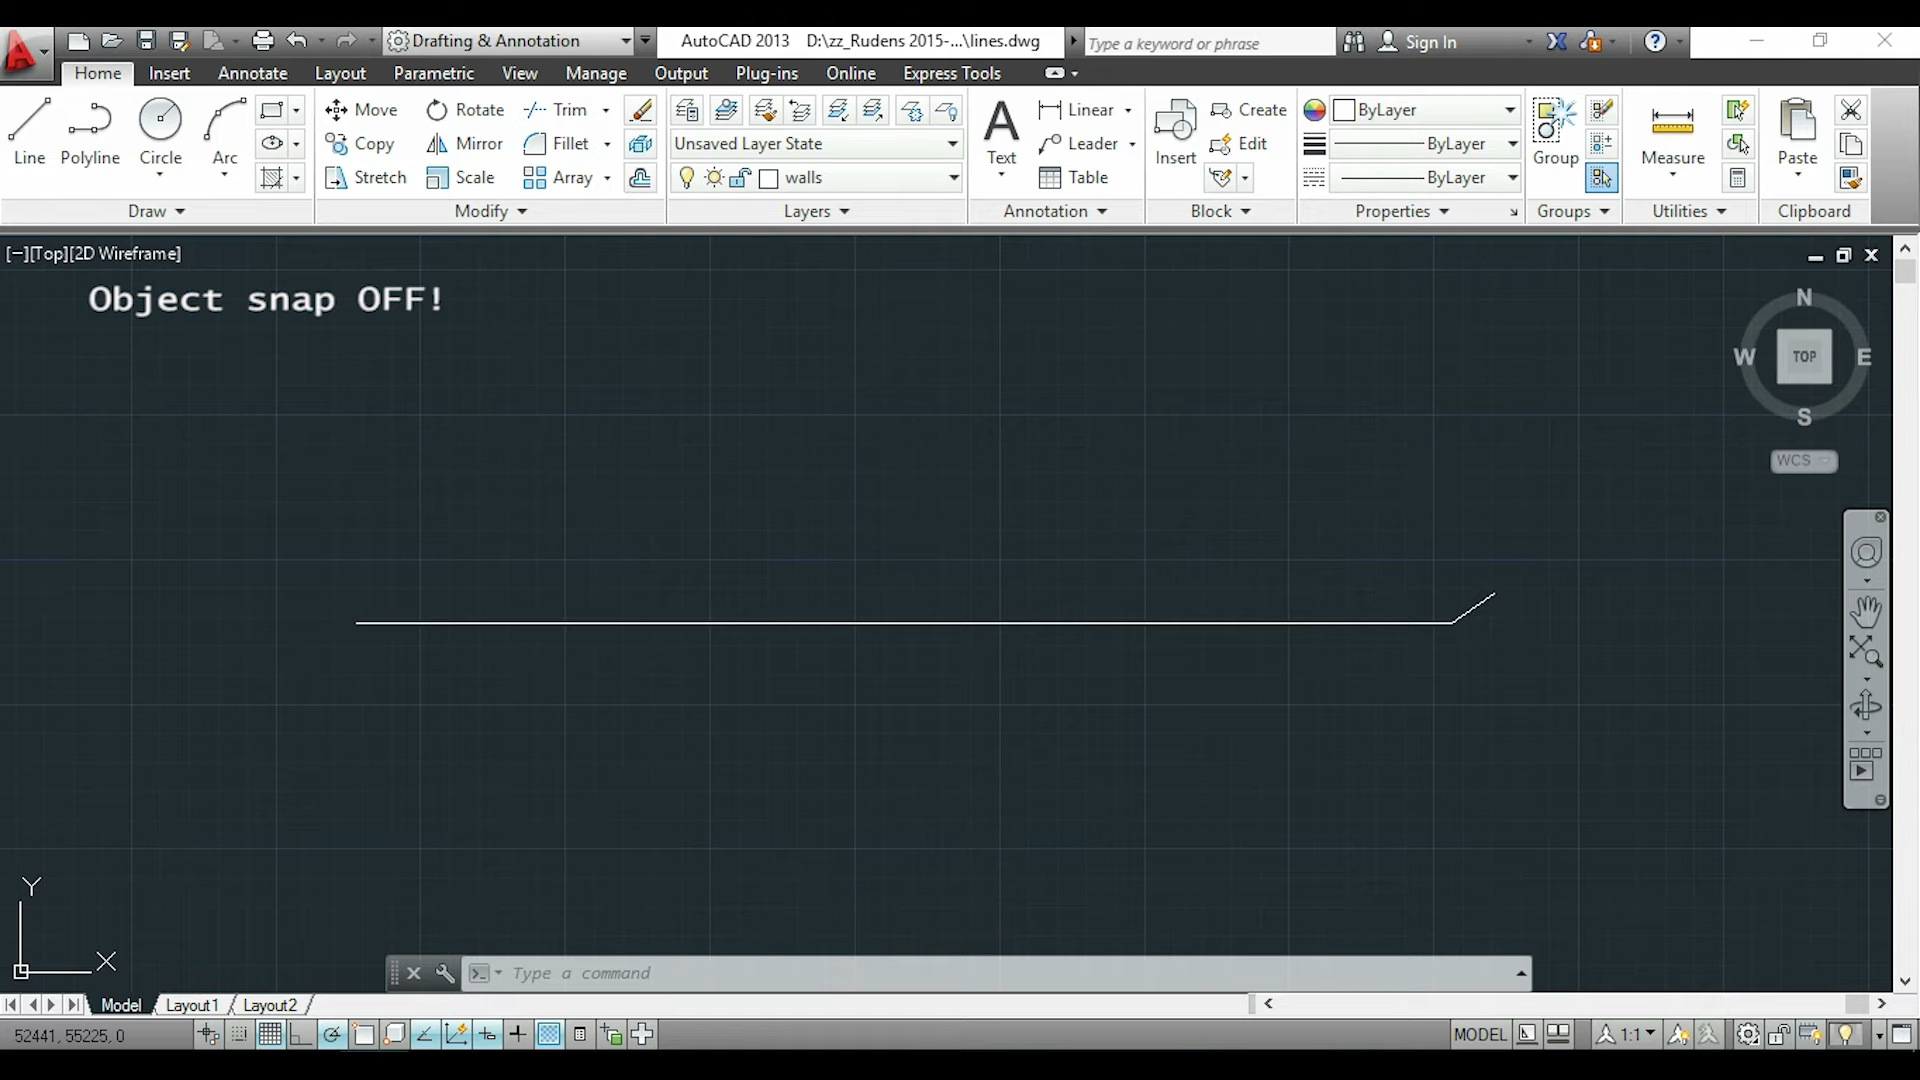 Drafting & Annotation
AutoCAD 2013 D:\zz_Rudens 2015-...\lines.dwg
Type a keyword or phrase
Sign In
Home Insert Annotate Layout Parametric View Manage Output Plug-ins Online Express Tools
Line Polyline Circle Arc
Draw
Move Rotate Trim
Copy Mirror Fillet
Stretch Scale Array
Modify
Unsaved Layer State
walls
Layers
Text
Linear
Leader
Table
Annotation
Insert
Create
Edit
Block
ByLayer
ByLayer
ByLayer
Properties
Group
Groups
Measure
Utilities
Paste
Clipboard
[−][Top][2D Wireframe]
Object snap OFF!
N
W TOP E
S
WCS
Y
X
Type a command
Model Layout1 Layout2
52441, 55225, 0
MODEL
1:1